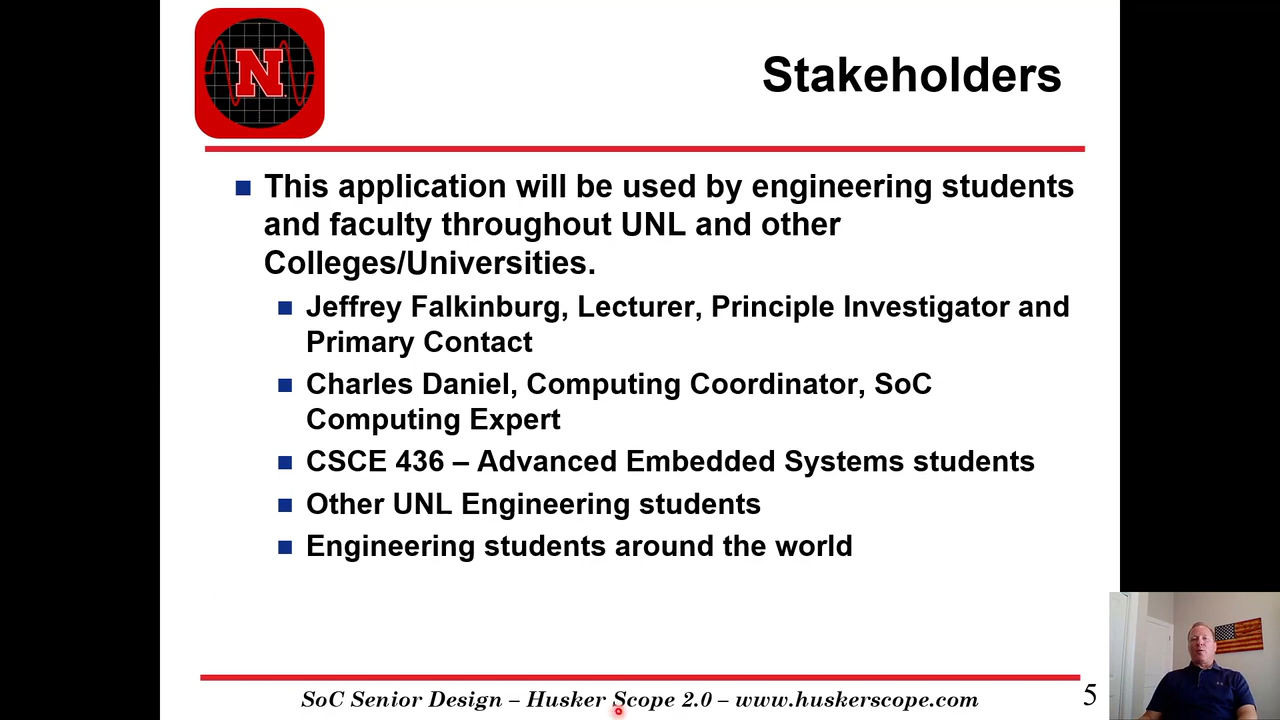 N
Stakeholders
This application will be used by engineering students
and faculty throughout UNL and other
Colleges/Universities.
Jeffrey Falkinburg, Lecturer, Principle Investigator and
Primary Contact
Charles Daniel, Computing Coordinator, SoC
Computing Expert
CSCE 436 – Advanced Embedded Systems students
Other UNL Engineering students
Engineering students around the world
SoC Senior Design – Husker Scope 2.0 – www.huskerscope.com
5